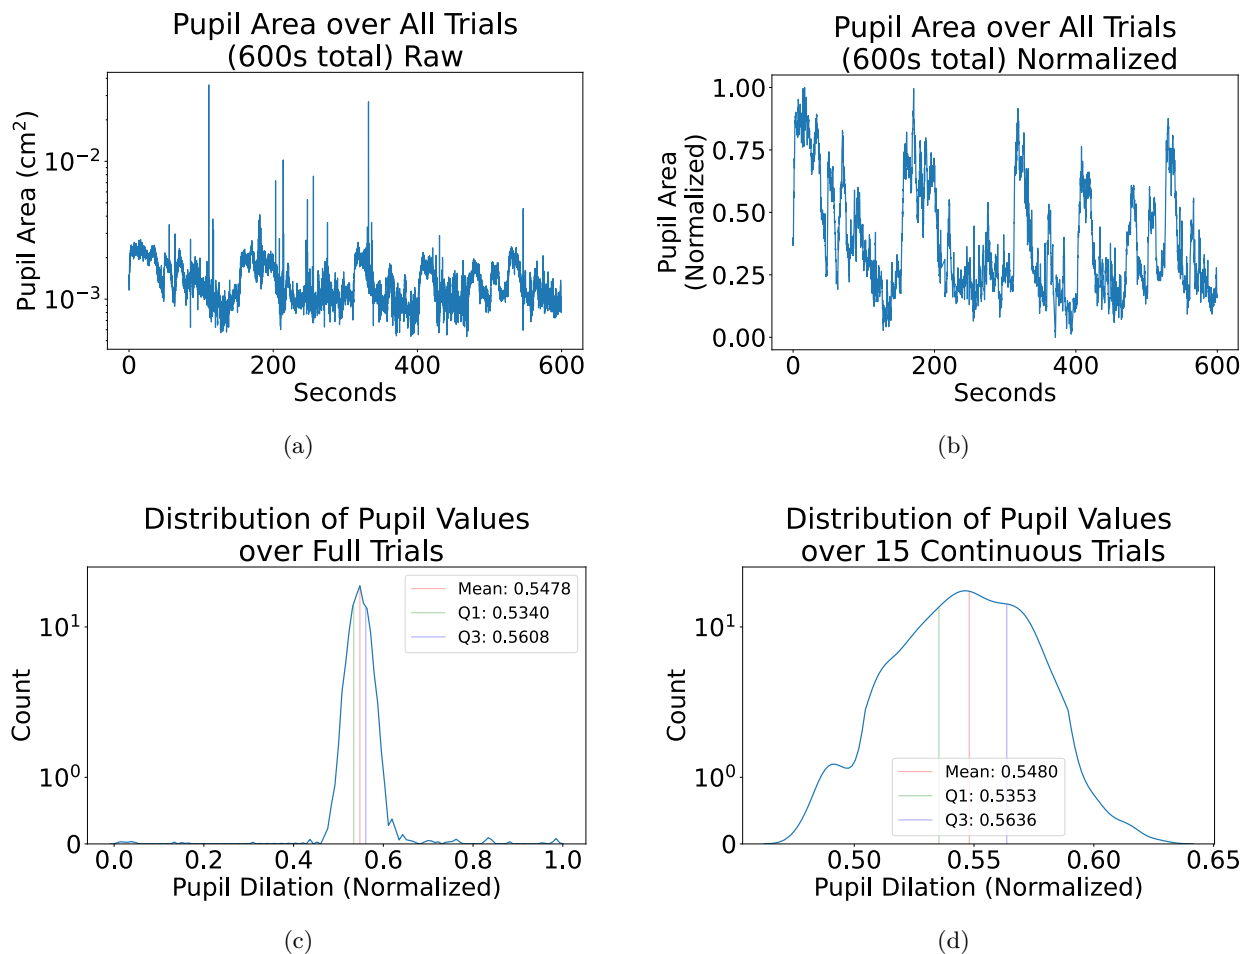 Pupil Area over All Trials
(600s total) Raw
Pupil Area (cm²)
10⁻²
10⁻³
0
200
400
600
Seconds
(a)
Pupil Area over All Trials
(600s total) Normalized
Pupil Area
(Normalized)
1.00
0.75
0.50
0.25
0.00
0
200
400
600
Seconds
(b)
Distribution of Pupil Values
over Full Trials
Mean: 0.5478
Q1: 0.5340
Q3: 0.5608
Count
10¹
10⁰
0
0.0
0.2
0.4
0.6
0.8
1.0
Pupil Dilation (Normalized)
(c)
Distribution of Pupil Values
over 15 Continuous Trials
Count
10¹
10⁰
0
Mean: 0.5480
Q1: 0.5353
Q3: 0.5636
0.50
0.55
0.60
0.65
Pupil Dilation (Normalized)
(d)